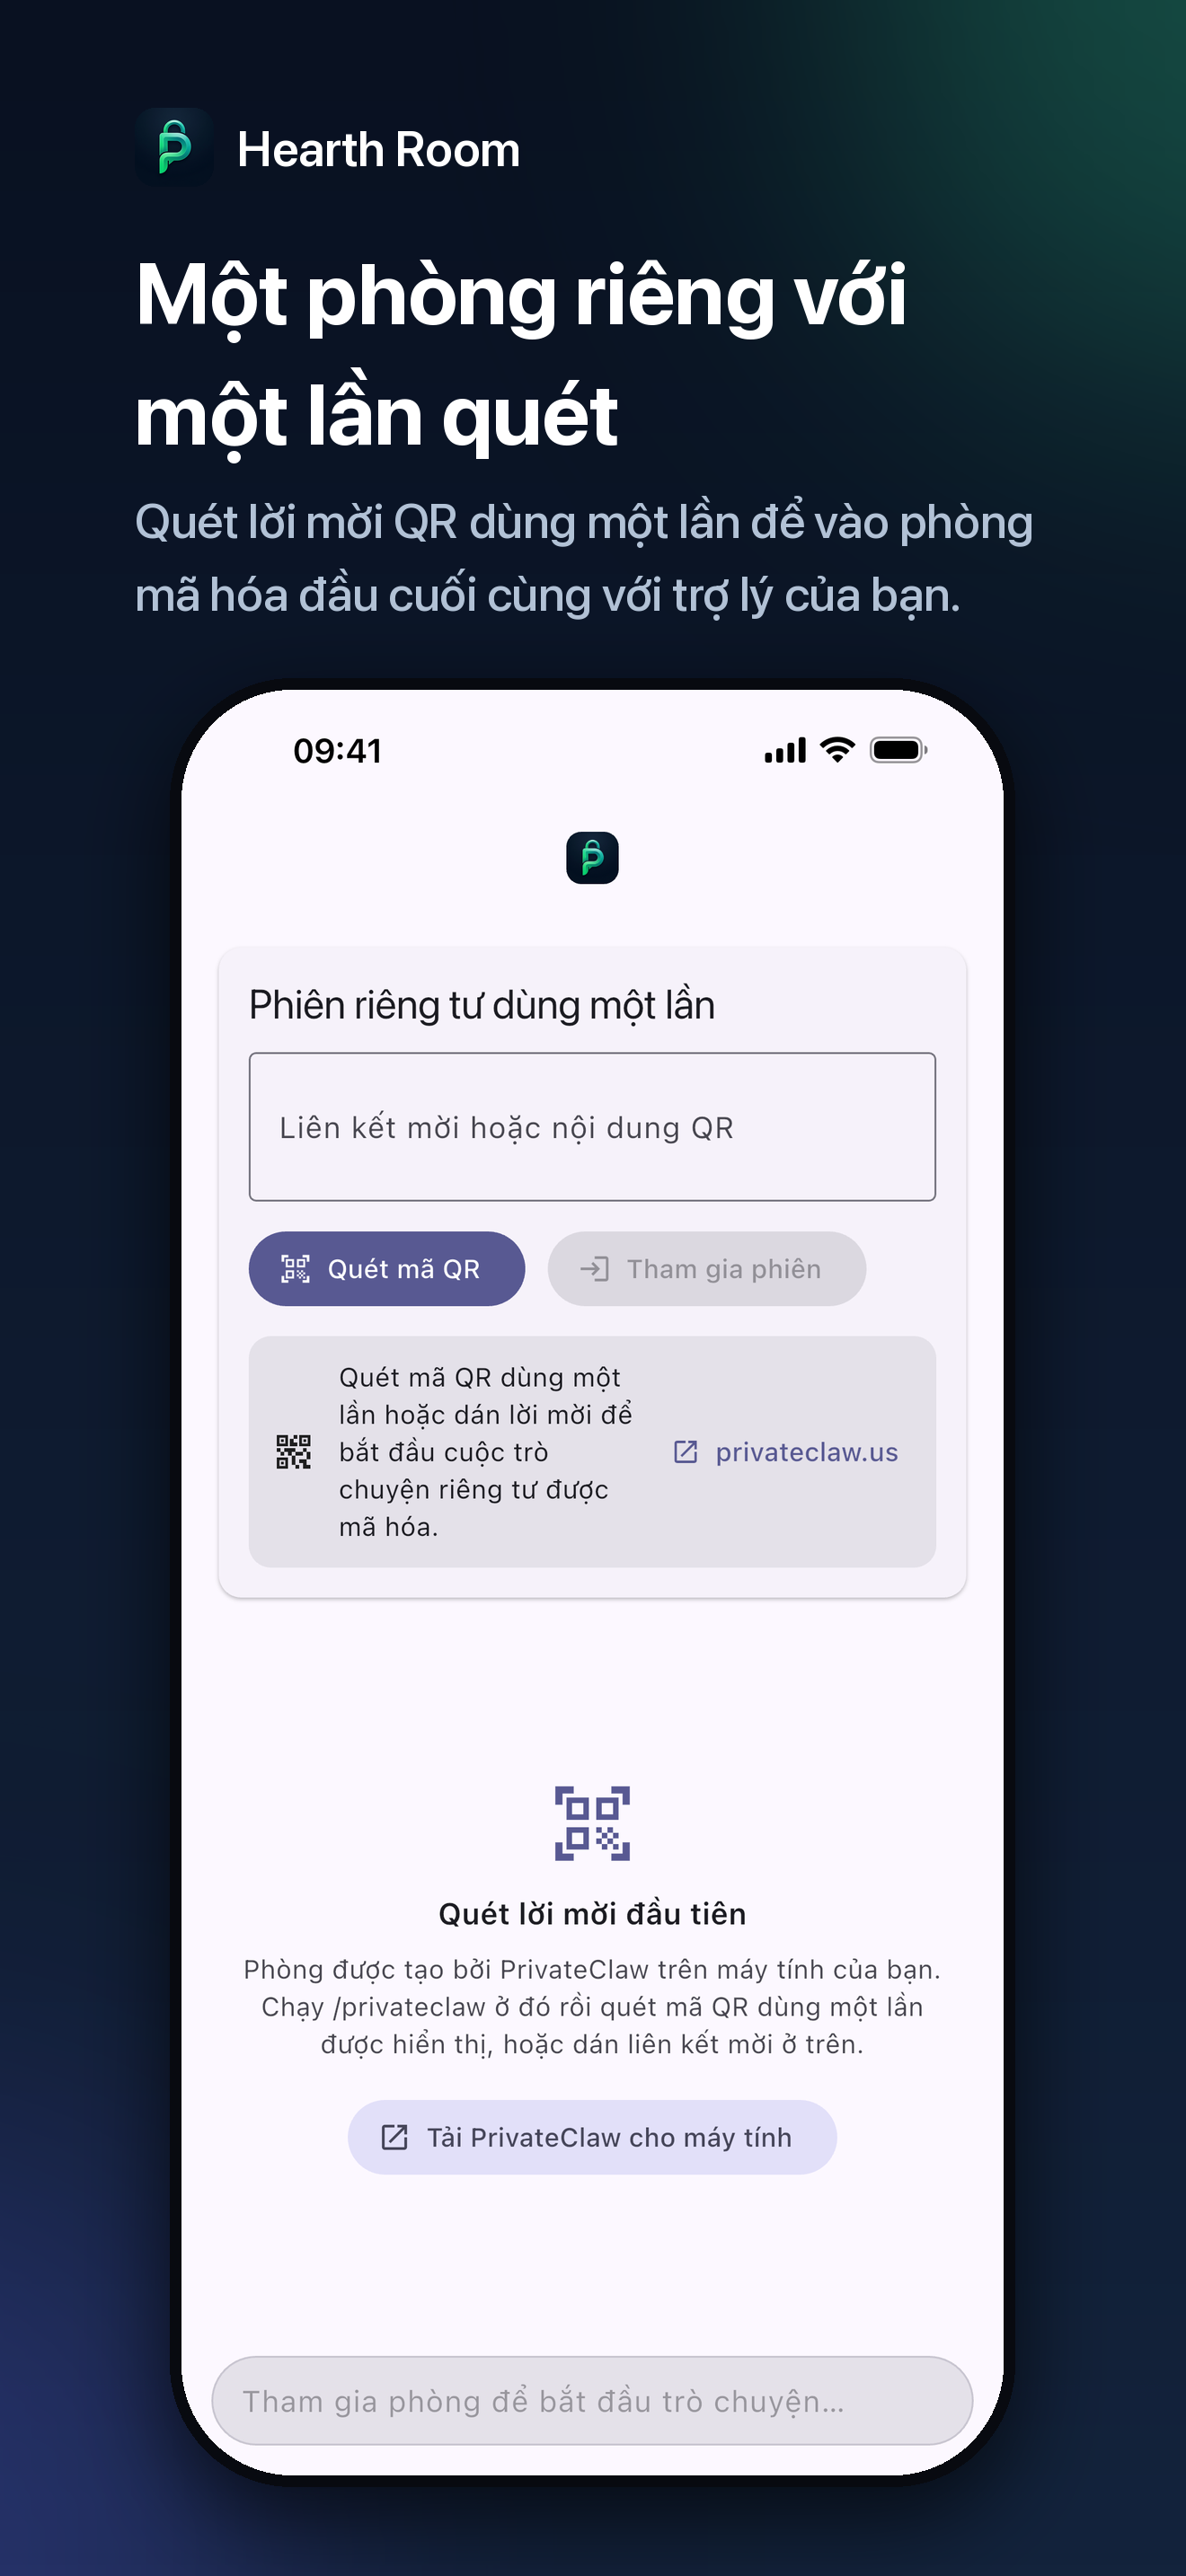 Hearth Room
Một phòng riêng với
một lần quét
Quét lời mời QR dùng một lần để vào phòng
mã hóa đầu cuối cùng với trợ lý của bạn.
09:41
Phiên riêng tư dùng một lần
Liên kết mời hoặc nội dung QR
Quét mã QR
Tham gia phiên
Quét mã QR dùng một
lần hoặc dán lời mời để
bắt đầu cuộc trò
chuyện riêng tư được
mã hóa.
privateclaw.us
Quét lời mời đầu tiên
Phòng được tạo bởi PrivateClaw trên máy tính của bạn.
Chạy /privateclaw ở đó rồi quét mã QR dùng một lần
được hiển thị, hoặc dán liên kết mời ở trên.
Tải PrivateClaw cho máy tính
Tham gia phòng để bắt đầu trò chuyện...